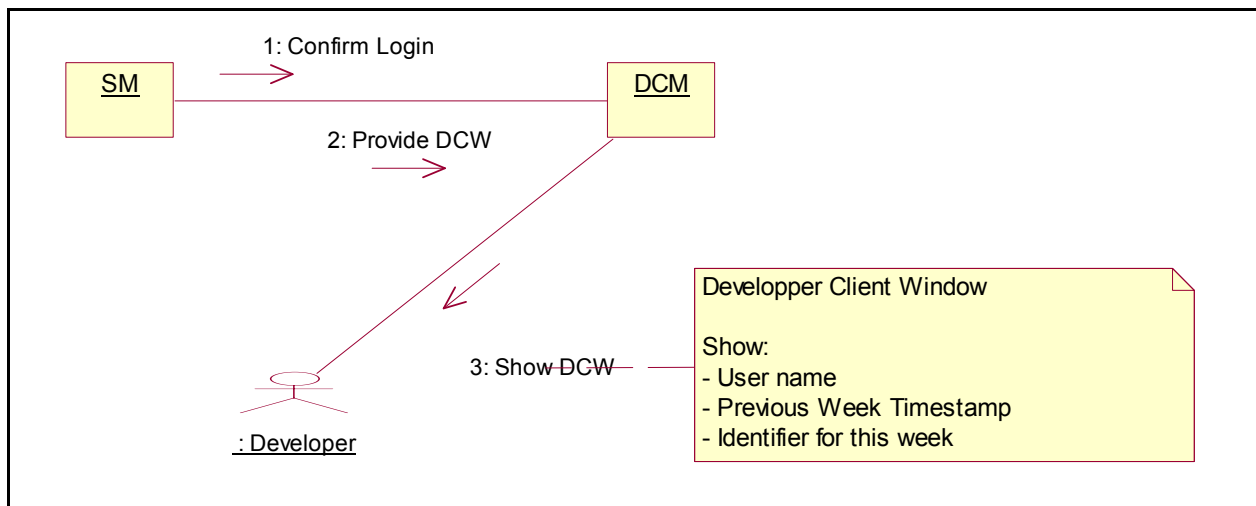 1: Confirm Login
SM
DCM
2: Provide DCW
Developper Client Window
Show:
3: Show DCW
- User name
- Previous Week Timestamp
- Identifier for this week
: Developer